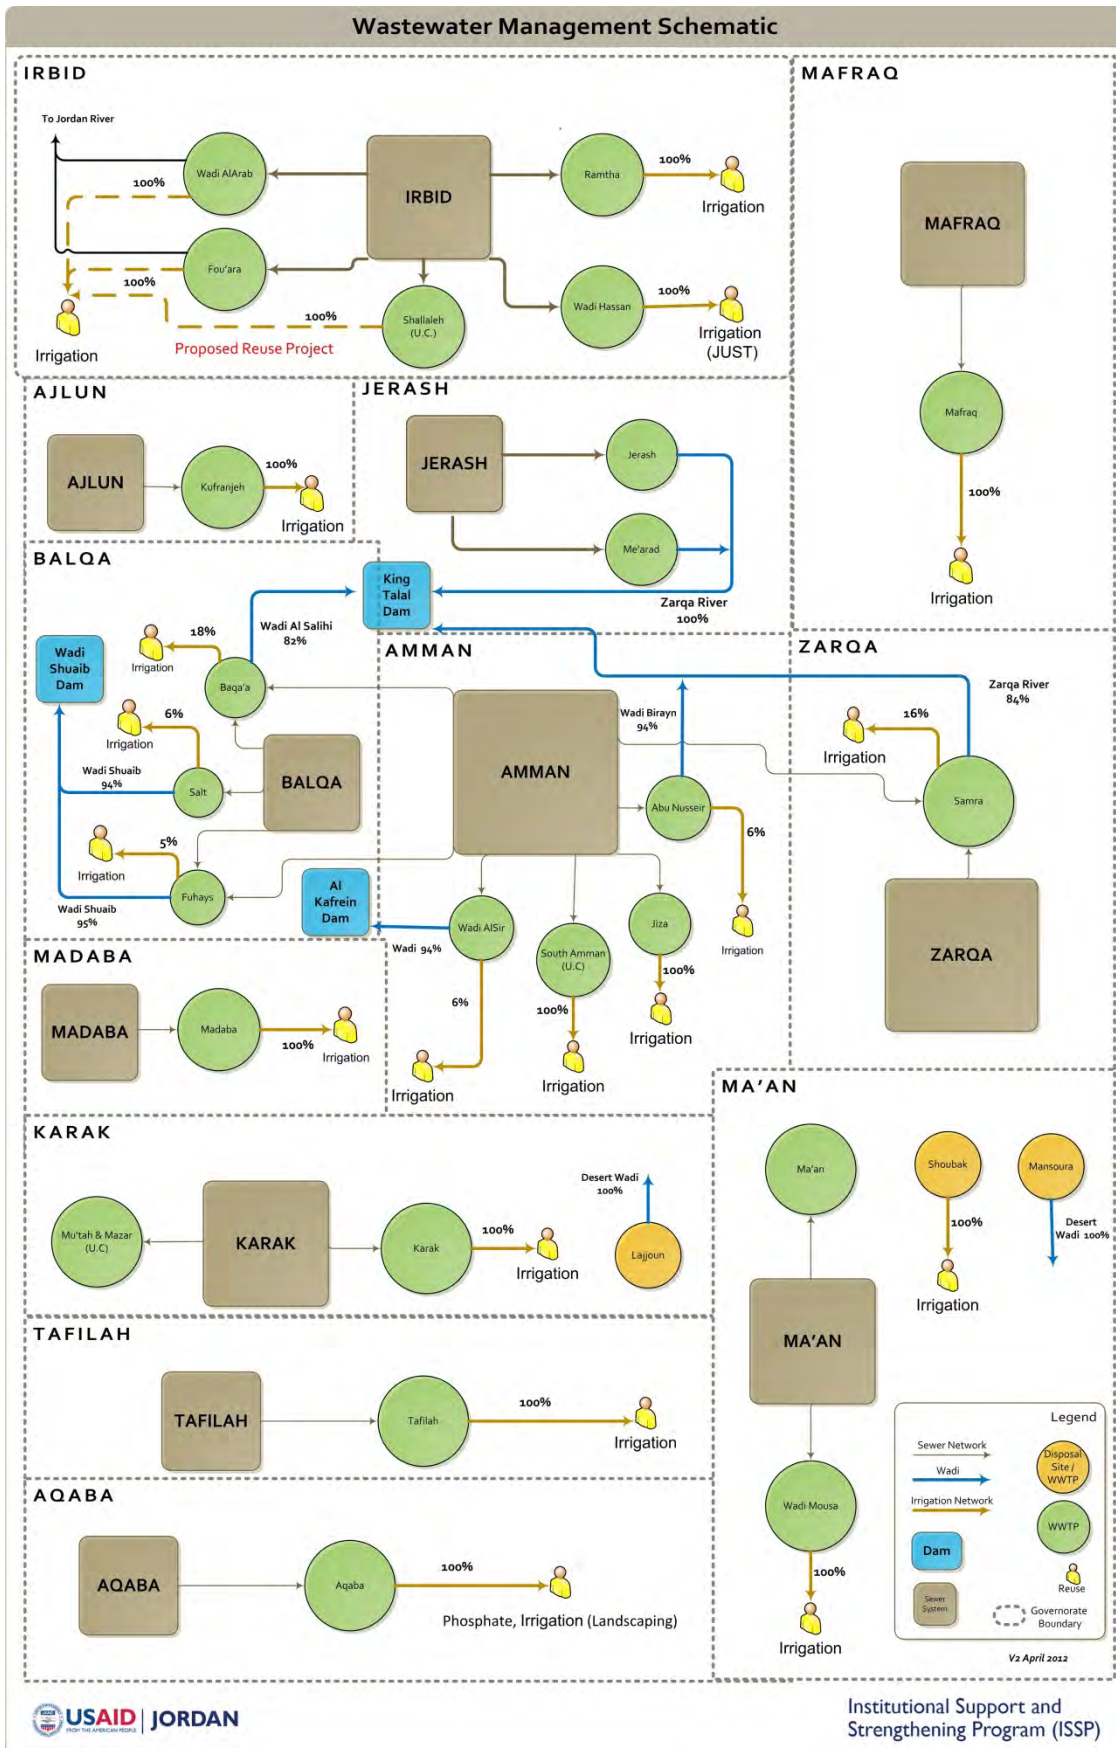 Wastewater Management Schematic
IRBID
To Jordan River
Wadi AlArab
100%
IRBID
Ramtha
100%
Irrigation
Fou'ara
100%
Shallaleh
(U.C.)
100%
Proposed Reuse Project
Irrigation
Wadi Hassan
100%
Irrigation
(JUST)
MAFRAQ
MAFRAQ
Mafraq
100%
Irrigation
AJLUN
AJLUN
Kufranjeh
100%
Irrigation
JERASH
JERASH
Jerash
Me'arad
Zarqa River
100%
BALQA
King
Talal
Dam
Wadi Al Salihi
82%
18%
Irrigation
Baqa'a
Wadi
Shuaib
Dam
6%
Irrigation
Wadi Shuaib
94%
Salt
BALQA
5%
Irrigation
Fuhays
Wadi Shuaib
95%
AMMAN
AMMAN
Wadi Birayn
94%
Abu Nusseir
6%
Irrigation
Al
Kafrein
Dam
Wadi 94%
Wadi AlSir
6%
Irrigation
South Amman
(U.C)
100%
Irrigation
Jiza
100%
Irrigation
ZARQA
Zarqa River
84%
16%
Irrigation
Samra
ZARQA
MADABA
MADABA
Madaba
100%
Irrigation
KARAK
Mu'tah & Mazar
(U.C)
KARAK
Karak
100%
Irrigation
Desert Wadi
100%
Lajjoun
MA'AN
Ma'an
Shoubak
100%
Irrigation
Mansoura
Desert
Wadi 100%
MA'AN
Wadi Mousa
100%
Irrigation
TAFILAH
TAFILAH
Tafilah
100%
Irrigation
AQABA
AQABA
Aqaba
100%
Phosphate, Irrigation (Landscaping)
Legend
Sewer Network
Wadi
Irrigation Network
Dam
Sewer
System
Disposal
Site /
WWTP
WWTP
Reuse
Governorate
Boundary
V2 April 2012
USAID
FROM THE AMERICAN PEOPLE
JORDAN
Institutional Support and
Strengthening Program (ISSP)